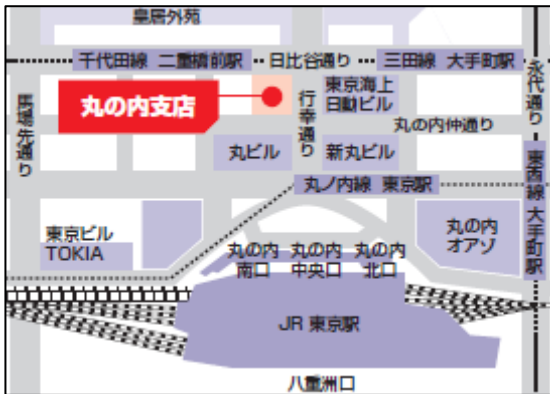 皇居外苑
千代田線 二重橋前駅
日比谷通り
三田線 大手町駅
永代通り
馬場先通り
丸の内支店
行幸通り
東京海上
日動ビル
丸の内仲通り
丸ビル
新丸ビル
東西線 大手町駅
丸ノ内線 東京駅
東京ビル
TOKIA
丸の内
南口
丸の内
中央口
丸の内
北口
丸の内
オアゾ
JR 東京駅
八重洲口